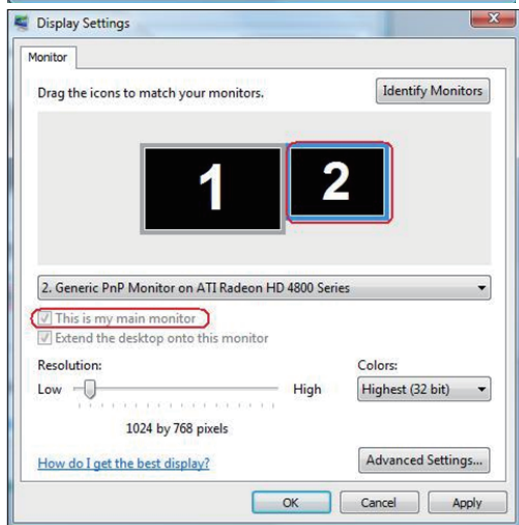 Display Settings
Monitor
Drag the icons to match your monitors.
Identify Monitors
1
2
2. Generic PnP Monitor on ATI Radeon HD 4800 Series
This is my main monitor
Extend the desktop onto this monitor
Resolution:
Colors:
Low
High
Highest (32 bit)
1024 by 768 pixels
How do I get the best display?
Advanced Settings...
OK
Cancel
Apply